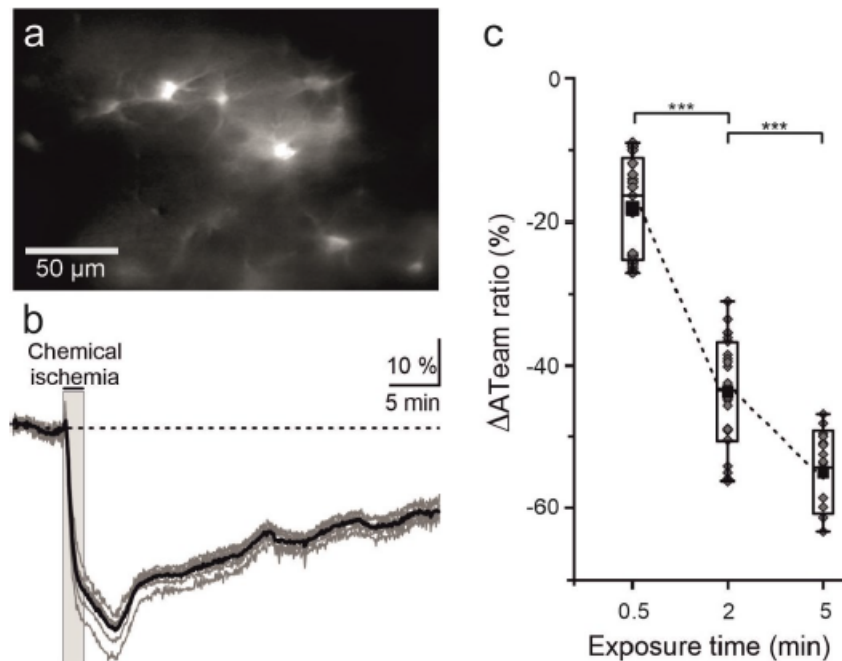 a
50 µm
b
Chemical
ischemia
10 %
5 min
c
0
-20
-40
-60
ΔATeam ratio (%)
***
***
0.5
2
5
Exposure time (min)